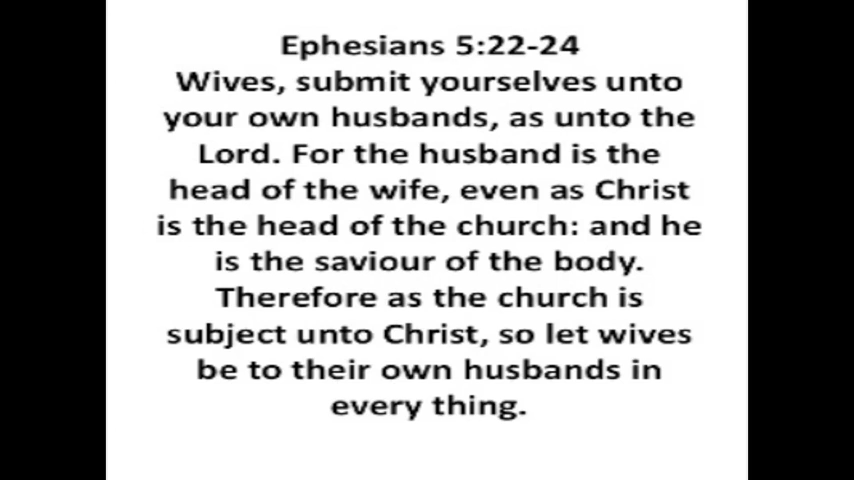 Ephesians 5:22-24
Wives, submit yourselves unto
your own husbands, as unto the
Lord. For the husband is the
head of the wife, even as Christ
is the head of the church: and he
is the saviour of the body.
Therefore as the church is
subject unto Christ, so let wives
be to their own husbands in
every thing.